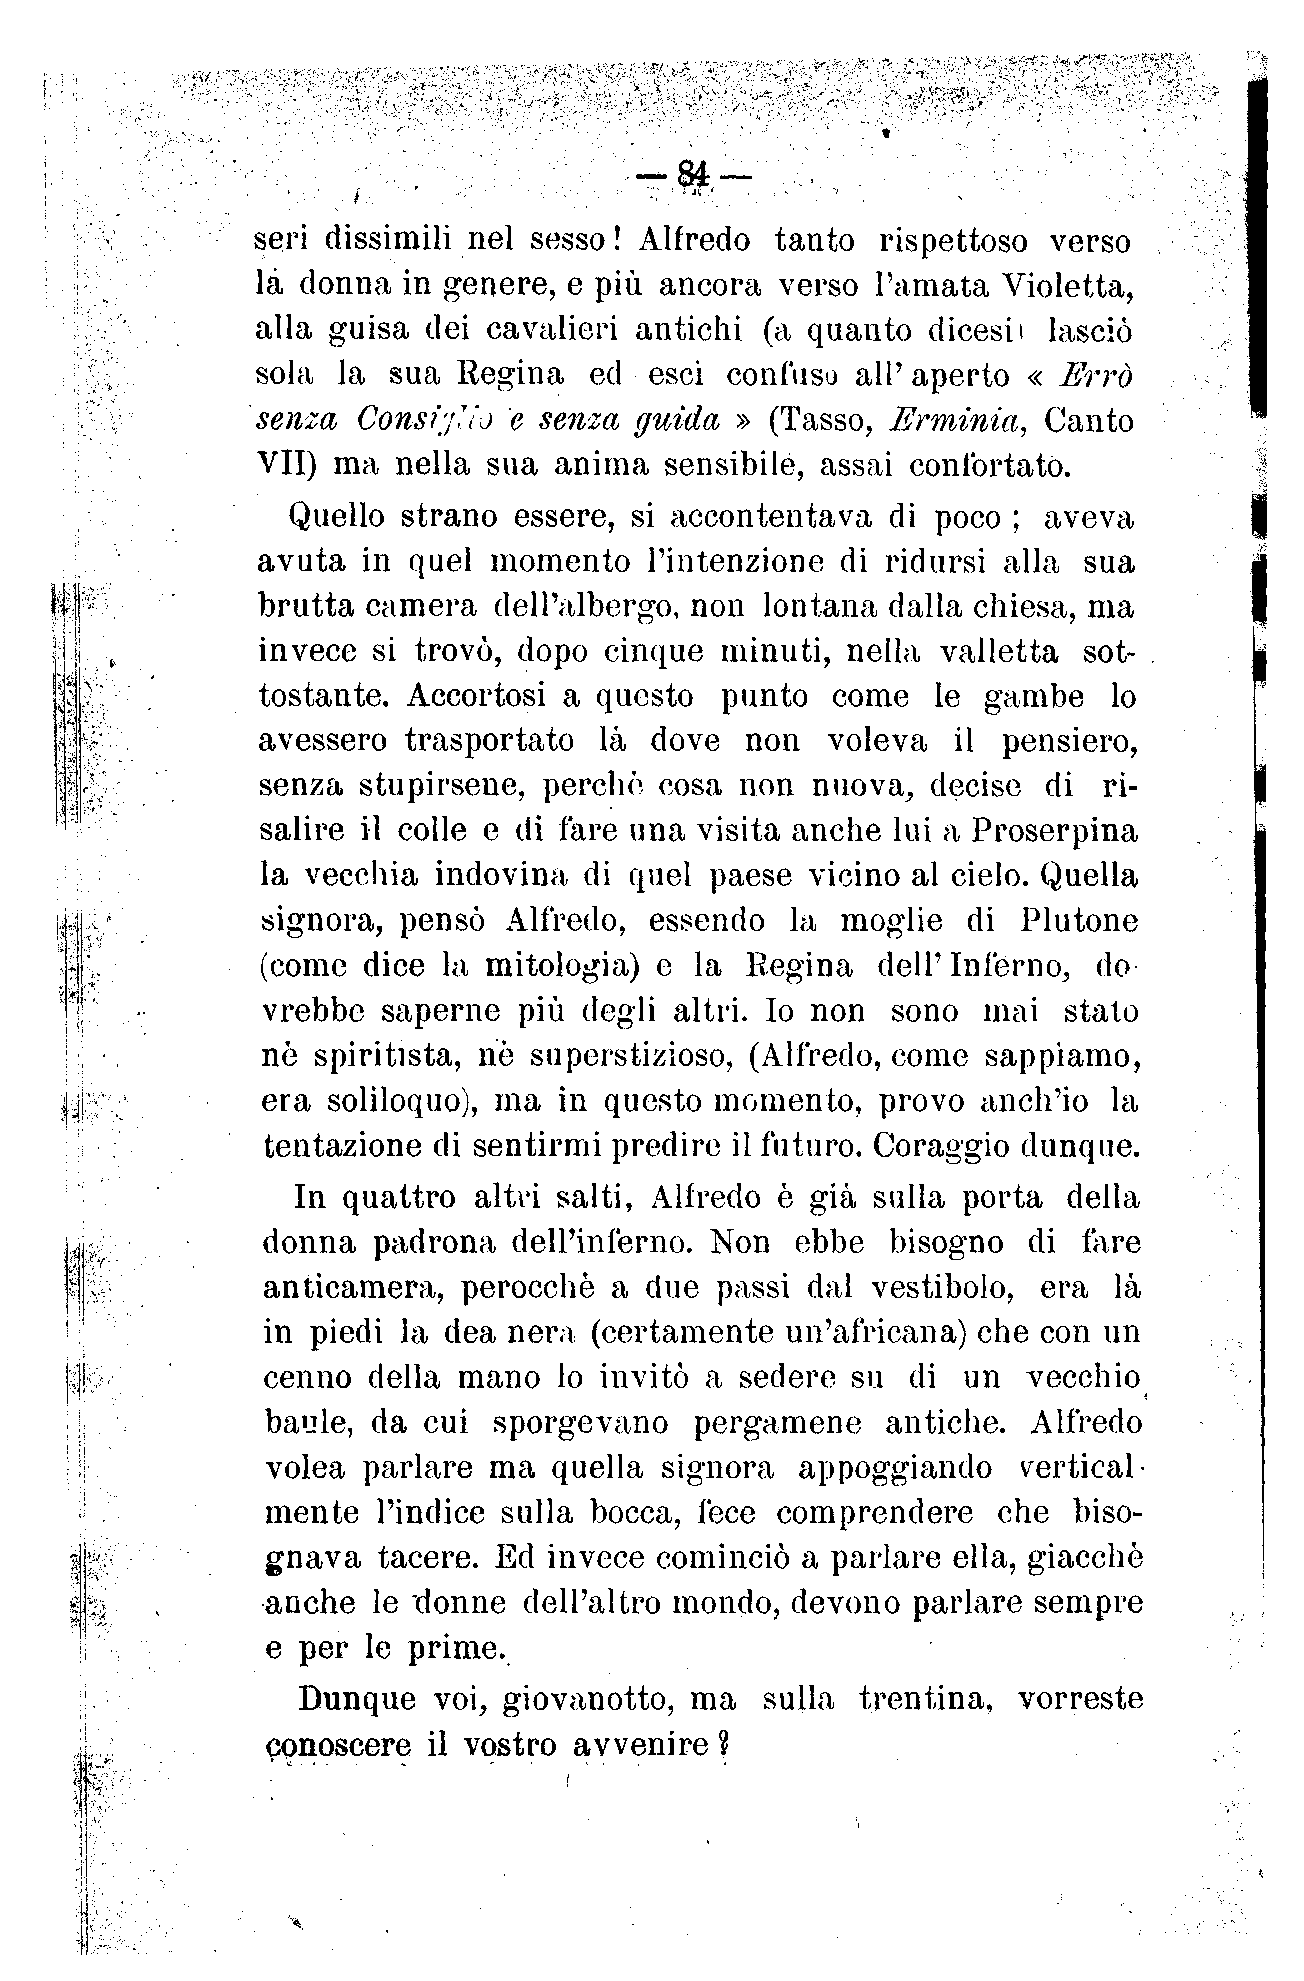 — 84 —
seri dissimili nel sesso! Alfredo tanto rispettoso verso
là donna in genere, e più ancora verso l'amata Violetta,
alla guisa dei cavalieri antichi (a quanto dicesi) lasciò
sola la sua Regina ed esci confuso all' aperto « Errò
senza Consiglio e senza guida » (Tasso, Erminia, Canto
VII) ma nella sua anima sensibile, assai confortato.
Quello strano essere, si accontentava di poco ; aveva
avuta in quel momento l'intenzione di ridursi alla sua
brutta camera dell'albergo, non lontana dalla chiesa, ma
invece si trovò, dopo cinque minuti, nella valletta sot-
tostante. Accortosi a questo punto come le gambe lo
avessero trasportato là dove non voleva il pensiero,
senza stupirsene, perchè cosa non nuova, decise di ri-
salire il colle e di fare una visita anche lui a Proserpina
la vecchia indovina di quel paese vicino al cielo. Quella
signora, pensò Alfredo, essendo la moglie di Plutone
(come dice la mitologia) e la Regina dell' Inferno, do-
vrebbe saperne più degli altri. Io non sono mai stato
nè spiritista, nè superstizioso, (Alfredo, come sappiamo,
era soliloquo), ma in questo momento, provo anch'io la
tentazione di sentirmi predire il futuro. Coraggio dunque.
In quattro altri salti, Alfredo è già sulla porta della
donna padrona dell'inferno. Non ebbe bisogno di fare
anticamera, perocchè a due passi dal vestibolo, era là
in piedi la dea nera (certamente un'africana) che con un
cenno della mano lo invitò a sedere su di un vecchio
baule, da cui sporgevano pergamene antiche. Alfredo
volea parlare ma quella signora appoggiando vertical-
mente l'indice sulla bocca, fece comprendere che biso-
gnava tacere. Ed invece cominciò a parlare ella, giacchè
anche le donne dell'altro mondo, devono parlare sempre
e per le prime.
Dunque voi, giovanotto, ma sulla trentina, vorreste
conoscere il vostro avvenire ?